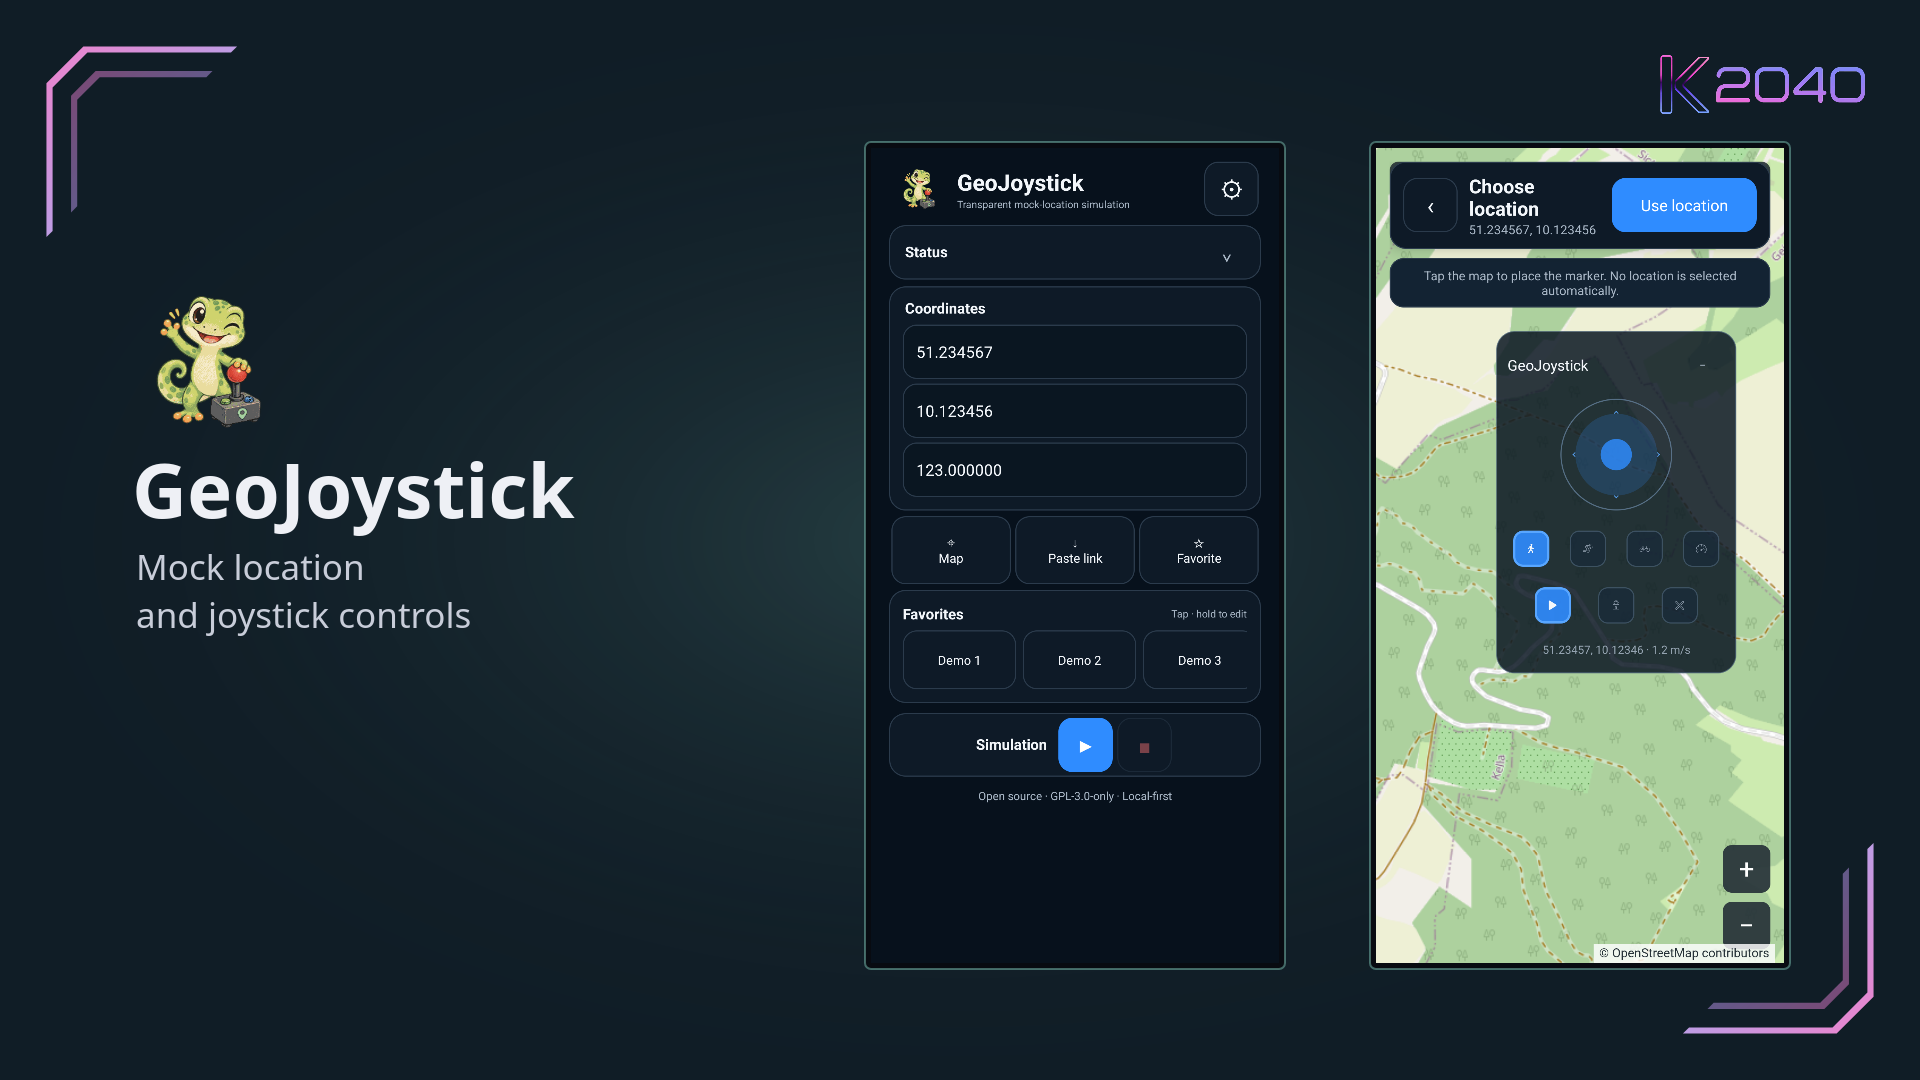 K2040
GeoJoystick
Mock location
and joystick controls
GeoJoystick
Transparent mock-location simulation
Status
Coordinates
51.234567
10.123456
123.000000
Map
Paste link
Favorite
Favorites
Tap · hold to edit
Demo 1
Demo 2
Demo 3
Simulation
Open source · GPL-3.0-only · Local-first
Choose
location
51.234567, 10.123456
Use location
Tap the map to place the marker. No location is selected
automatically.
GeoJoystick
51.23457, 10.12346 · 1.2 m/s
Keila
+
−
© OpenStreetMap contributors